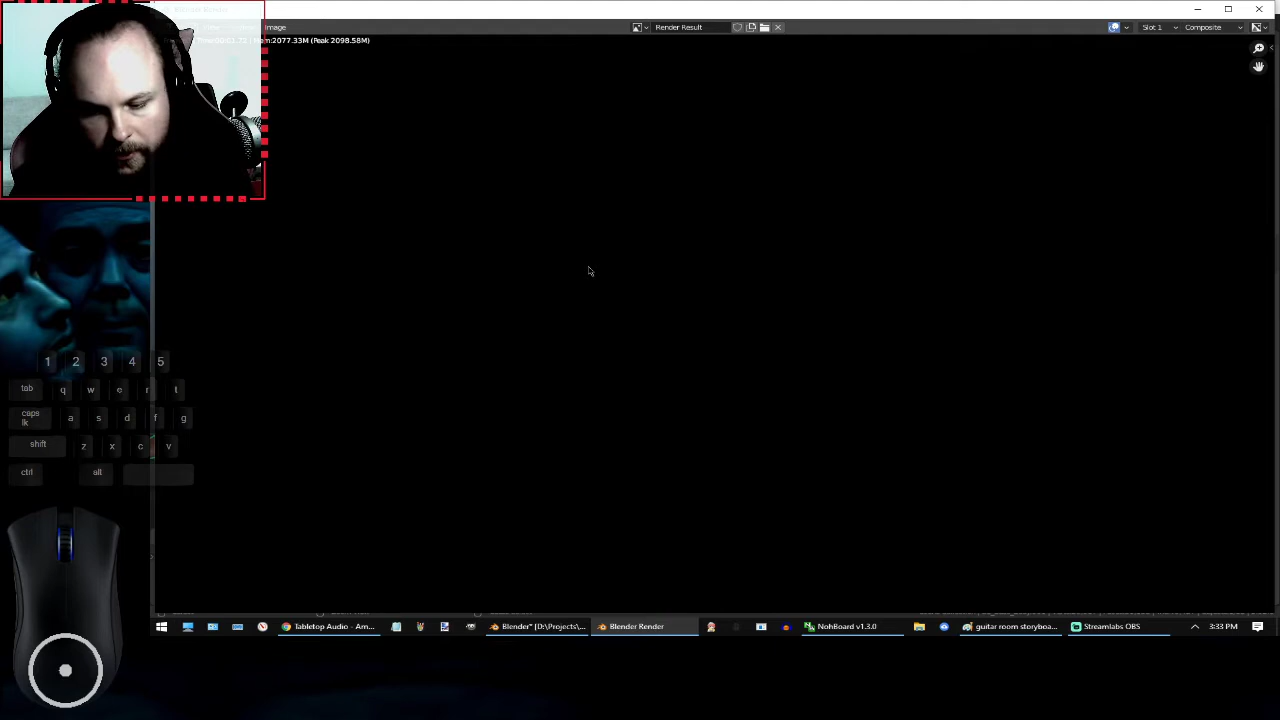 Image
Render Result
Slot 1
Composite
Mem:2077.33M (Peak 2098.58M)
1 2 3 4 5
tab q w e r t
caps lk a s d f g
shift z x c v
ctrl alt
Tabletop Audio - Am...
Blender* [D:\Projects\...
Blender Render
NohBoard v1.3.0
guitar room storyboa...
Streamlabs OBS
3:33 PM